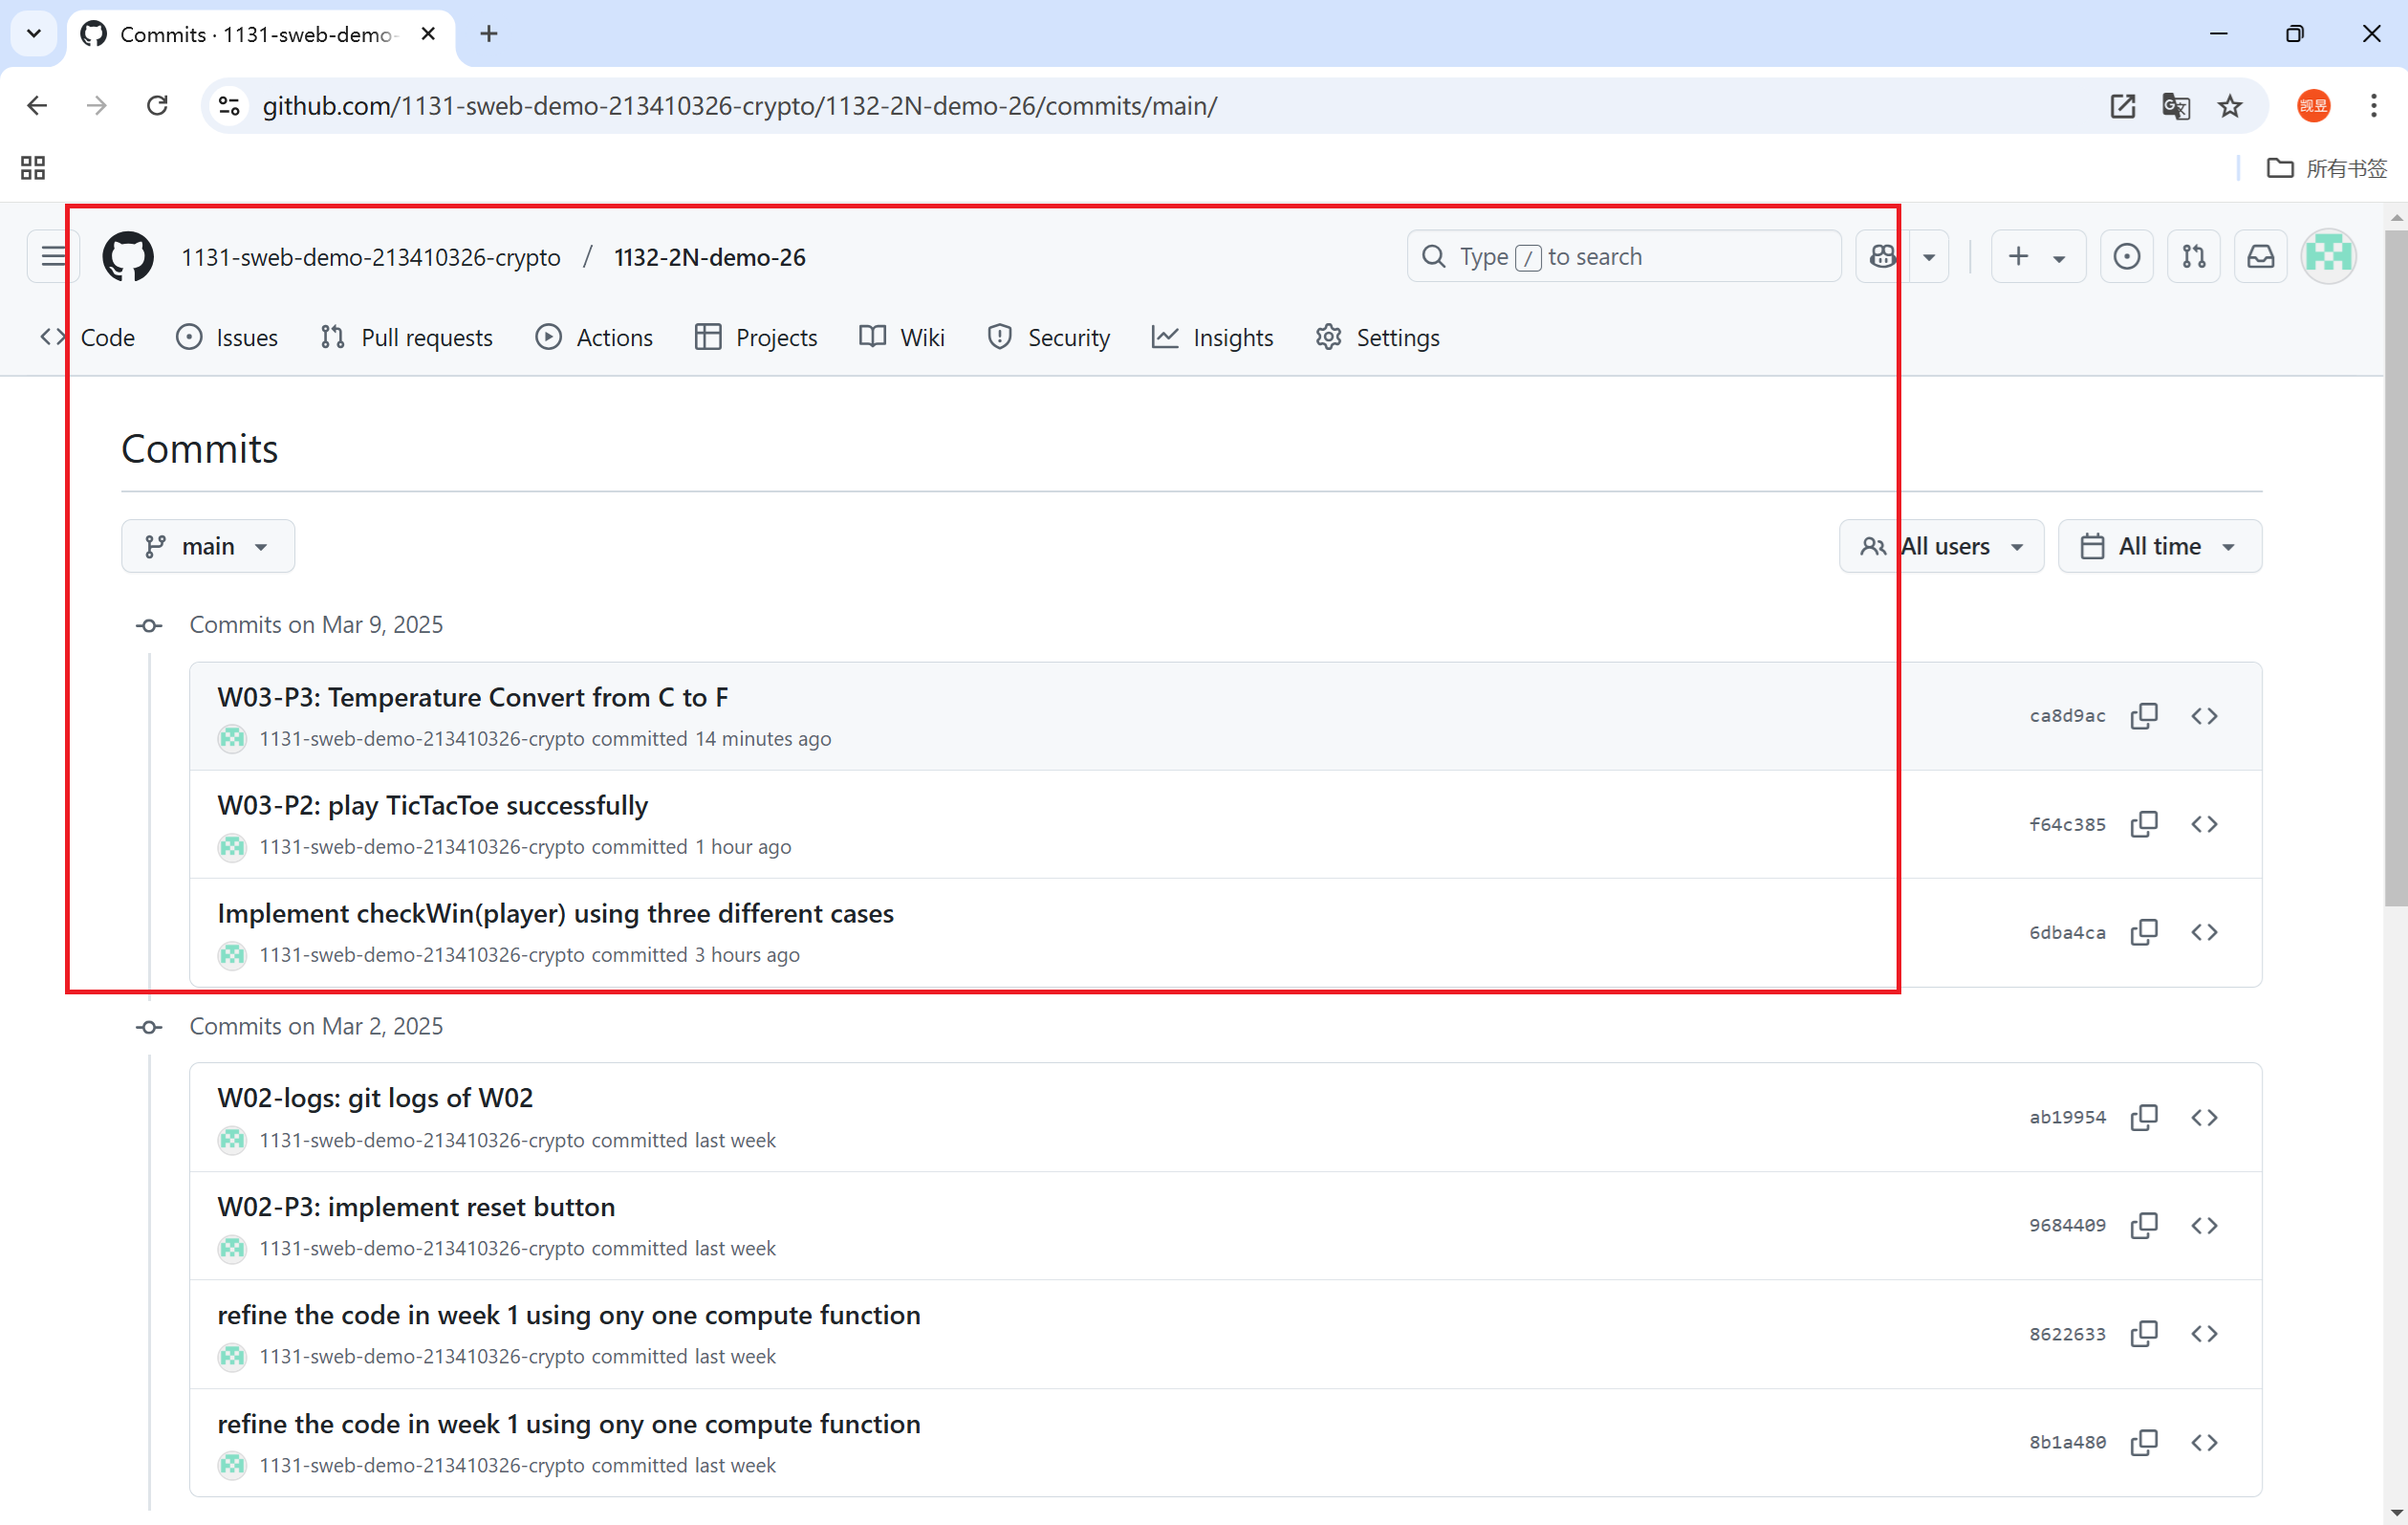 Commits · 1131-sweb-demo-
github.com/1131-sweb-demo-213410326-crypto/1132-2N-demo-26/commits/main/
觊昱
所有书签
1131-sweb-demo-213410326-crypto / 1132-2N-demo-26
Type / to search
Code Issues Pull requests Actions Projects Wiki Security Insights Settings
Commits
main
All users
All time
Commits on Mar 9, 2025
W03-P3: Temperature Convert from C to F
1131-sweb-demo-213410326-crypto committed 14 minutes ago
ca8d9ac
W03-P2: play TicTacToe successfully
1131-sweb-demo-213410326-crypto committed 1 hour ago
f64c385
Implement checkWin(player) using three different cases
1131-sweb-demo-213410326-crypto committed 3 hours ago
6dba4ca
Commits on Mar 2, 2025
W02-logs: git logs of W02
1131-sweb-demo-213410326-crypto committed last week
ab19954
W02-P3: implement reset button
1131-sweb-demo-213410326-crypto committed last week
9684409
refine the code in week 1 using ony one compute function
1131-sweb-demo-213410326-crypto committed last week
8622633
refine the code in week 1 using ony one compute function
1131-sweb-demo-213410326-crypto committed last week
8b1a480